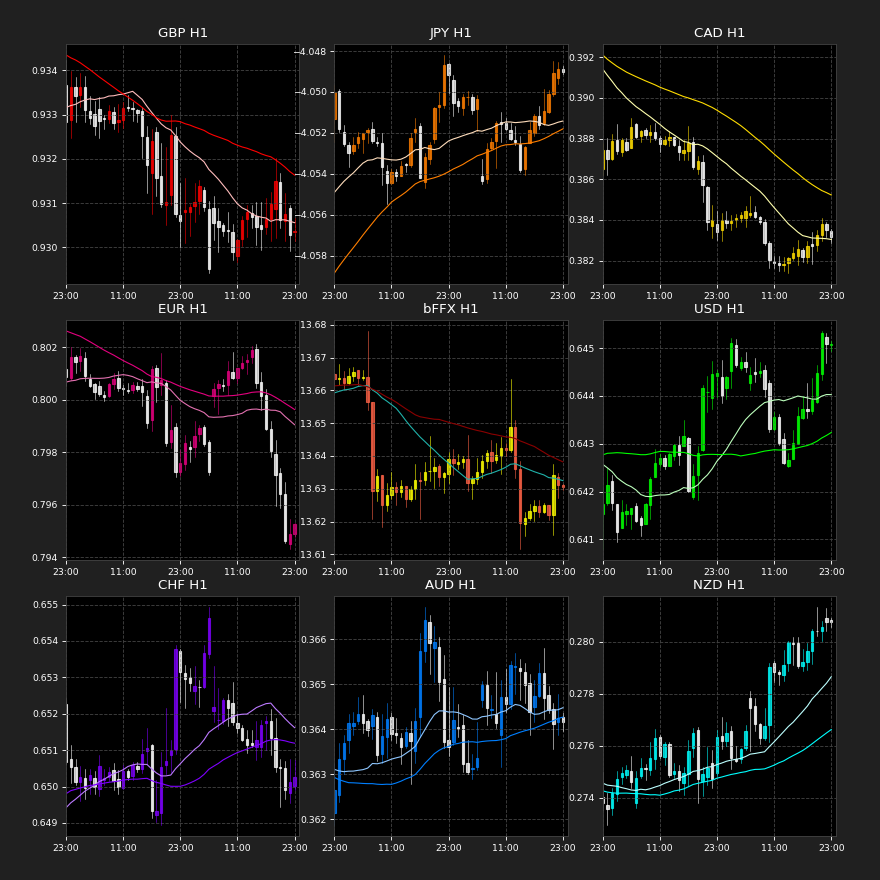 GBP H1
0.934
0.933
0.932
0.931
0.930
23:00 11:00 23:00 11:00 23:00
JPY H1
4.048
4.050
4.052
4.054
4.056
4.058
23:00 11:00 23:00 11:00 23:00
CAD H1
0.392
0.390
0.388
0.386
0.384
0.382
23:00 11:00 23:00 11:00 23:00
EUR H1
0.802
0.800
0.798
0.796
0.794
23:00 11:00 23:00 11:00 23:00
bFFX H1
13.68
13.67
13.66
13.65
13.64
13.63
13.62
13.61
23:00 11:00 23:00 11:00 23:00
USD H1
0.645
0.644
0.643
0.642
0.641
23:00 11:00 23:00 11:00 23:00
CHF H1
0.655
0.654
0.653
0.652
0.651
0.650
0.649
23:00 11:00 23:00 11:00 23:00
AUD H1
0.366
0.365
0.364
0.363
0.362
23:00 11:00 23:00 11:00 23:00
NZD H1
0.280
0.278
0.276
0.274
23:00 11:00 23:00 11:00 23:00